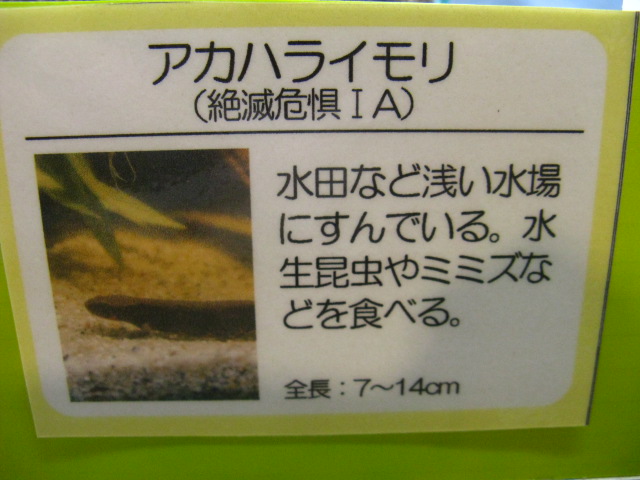 アカハライモリ
（絶滅危惧ⅠA）
水田など浅い水場
にすんでいる。水
生昆虫やミミズな
どを食べる。
全長：7～14cm